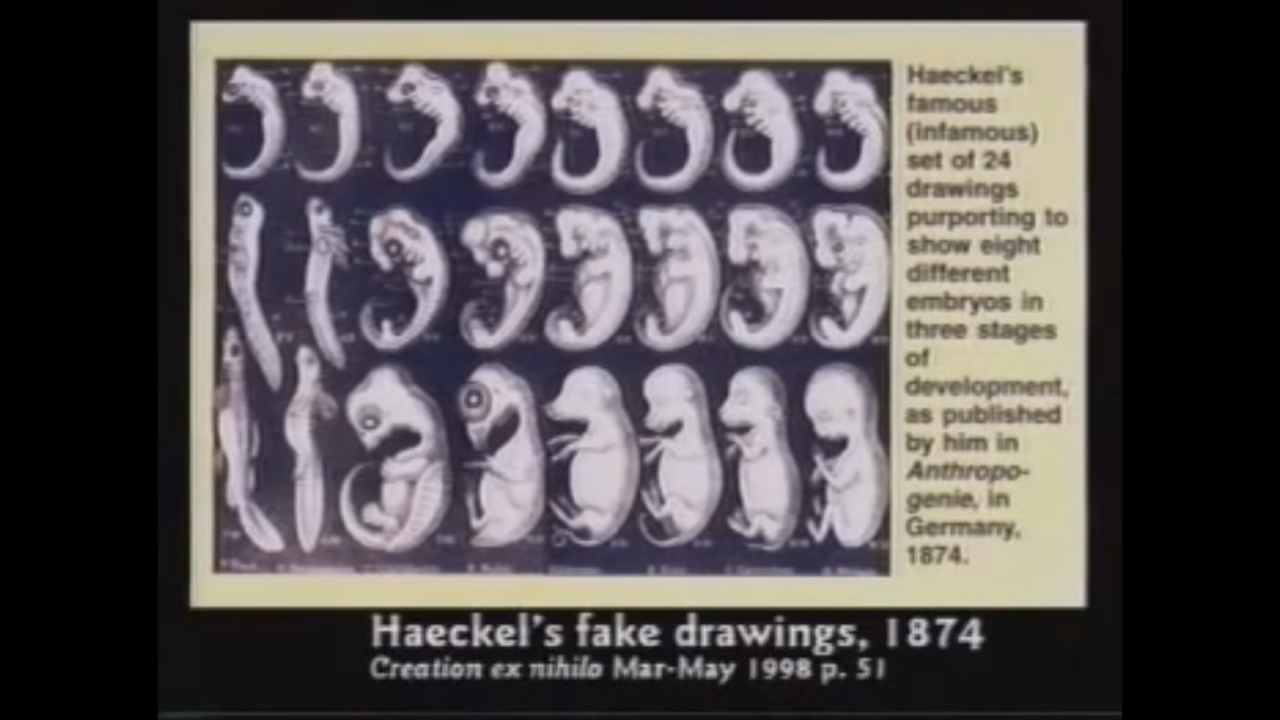 Haeckel's
famous
(infamous)
set of 24
drawings
purporting to
show eight
different
embryos in
three stages
of
development,
as published
by him in
Anthropo-
genie, in
Germany,
1874.
Haeckel's fake drawings, 1874
Creation ex nihilo Mar-May 1998 p. 51